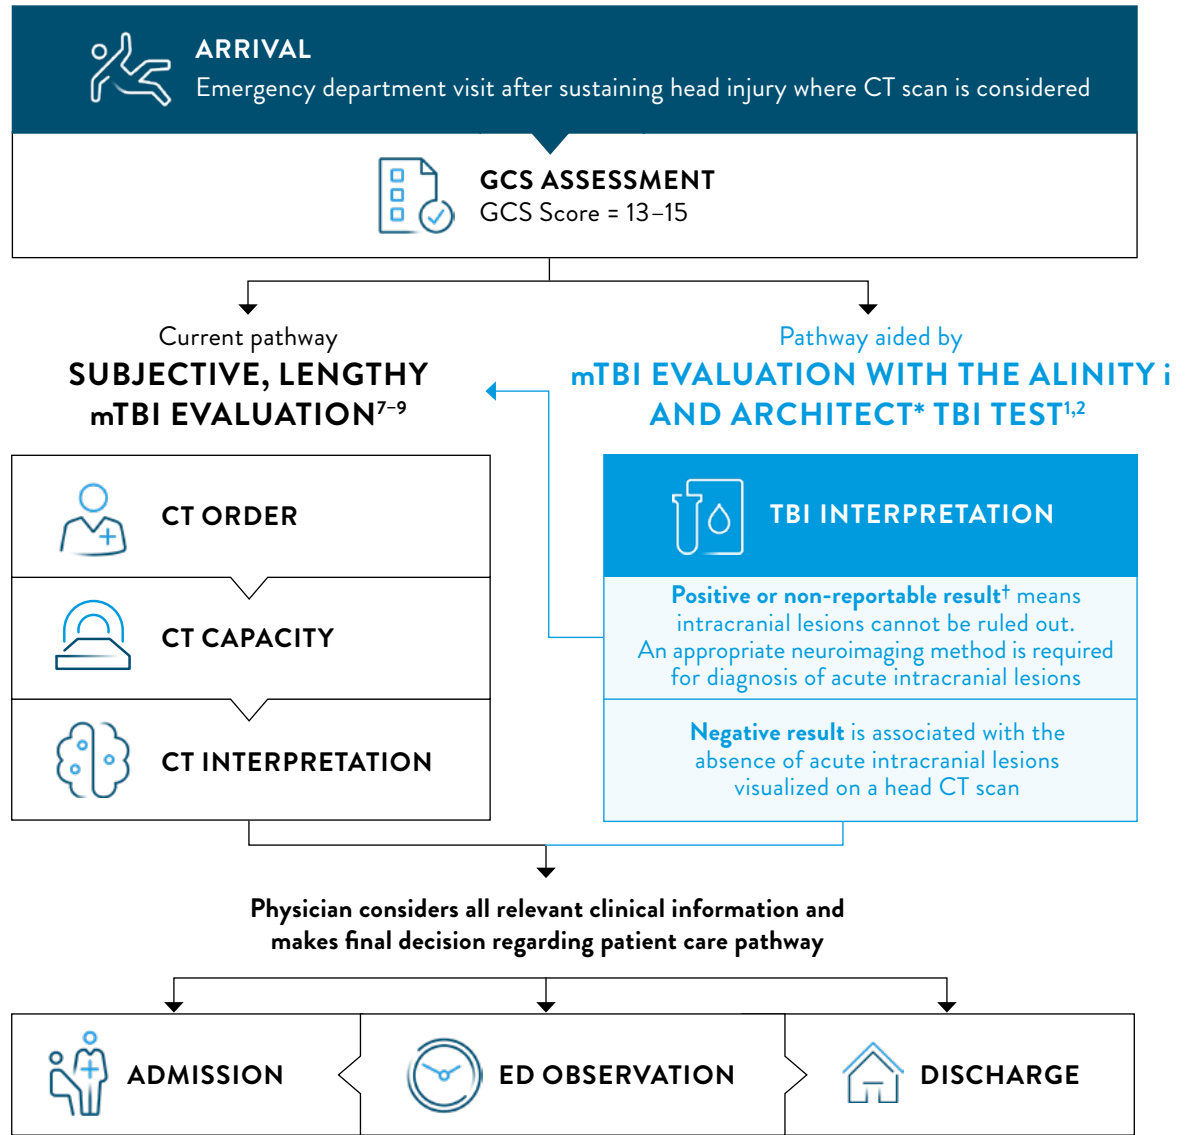 ARRIVAL
Emergency department visit after sustaining head injury where CT scan is considered
GCS ASSESSMENT
GCS Score = 13–15
Current pathway
SUBJECTIVE, LENGTHY
mTBI EVALUATION⁷⁻⁹
CT ORDER
CT CAPACITY
CT INTERPRETATION
Pathway aided by
mTBI EVALUATION WITH THE ALINITY i
AND ARCHITECT* TBI TEST¹,²
TBI INTERPRETATION
Positive or non-reportable result† means
intracranial lesions cannot be ruled out.
An appropriate neuroimaging method is required
for diagnosis of acute intracranial lesions
Negative result is associated with the
absence of acute intracranial lesions
visualized on a head CT scan
Physician considers all relevant clinical information and
makes final decision regarding patient care pathway
ADMISSION
ED OBSERVATION
DISCHARGE